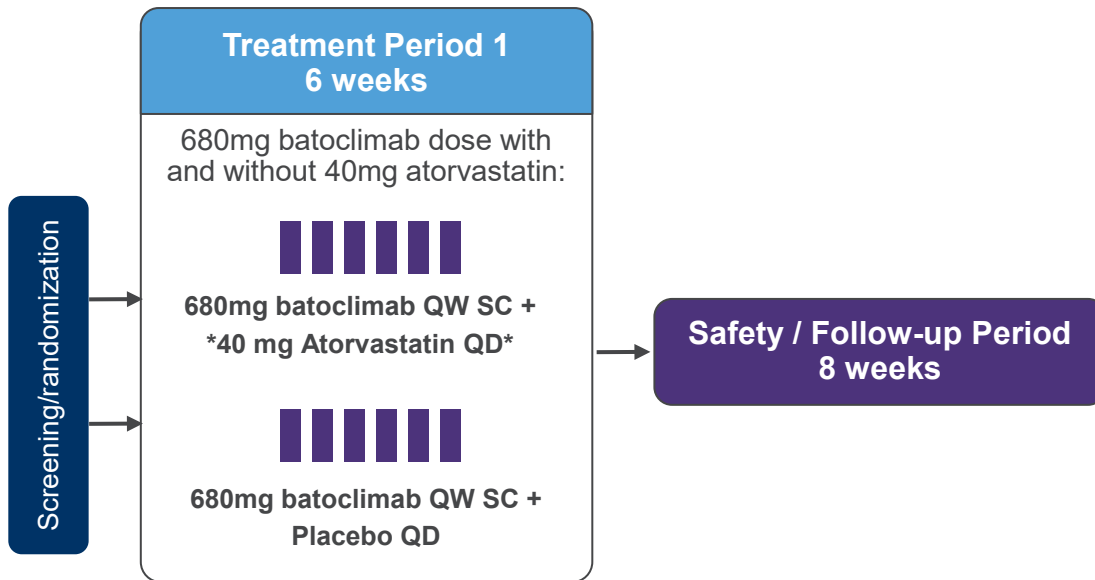 Screening/randomization
Treatment Period 1
6 weeks
680mg batoclimab dose with
and without 40mg atorvastatin:
680mg batoclimab QW SC +
*40 mg Atorvastatin QD*
680mg batoclimab QW SC +
Placebo QD
Safety / Follow-up Period
8 weeks